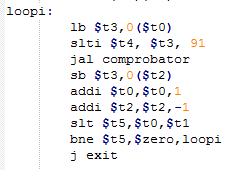 loopi:
lb $t3,0($t0)
slti $t4, $t3, 91
jal comprobator
sb $t3,0($t2)
addi $t0,$t0,1
addi $t2,$t2,-1
slt $t5,$t0,$t1
bne $t5,$zero,loopi
j exit